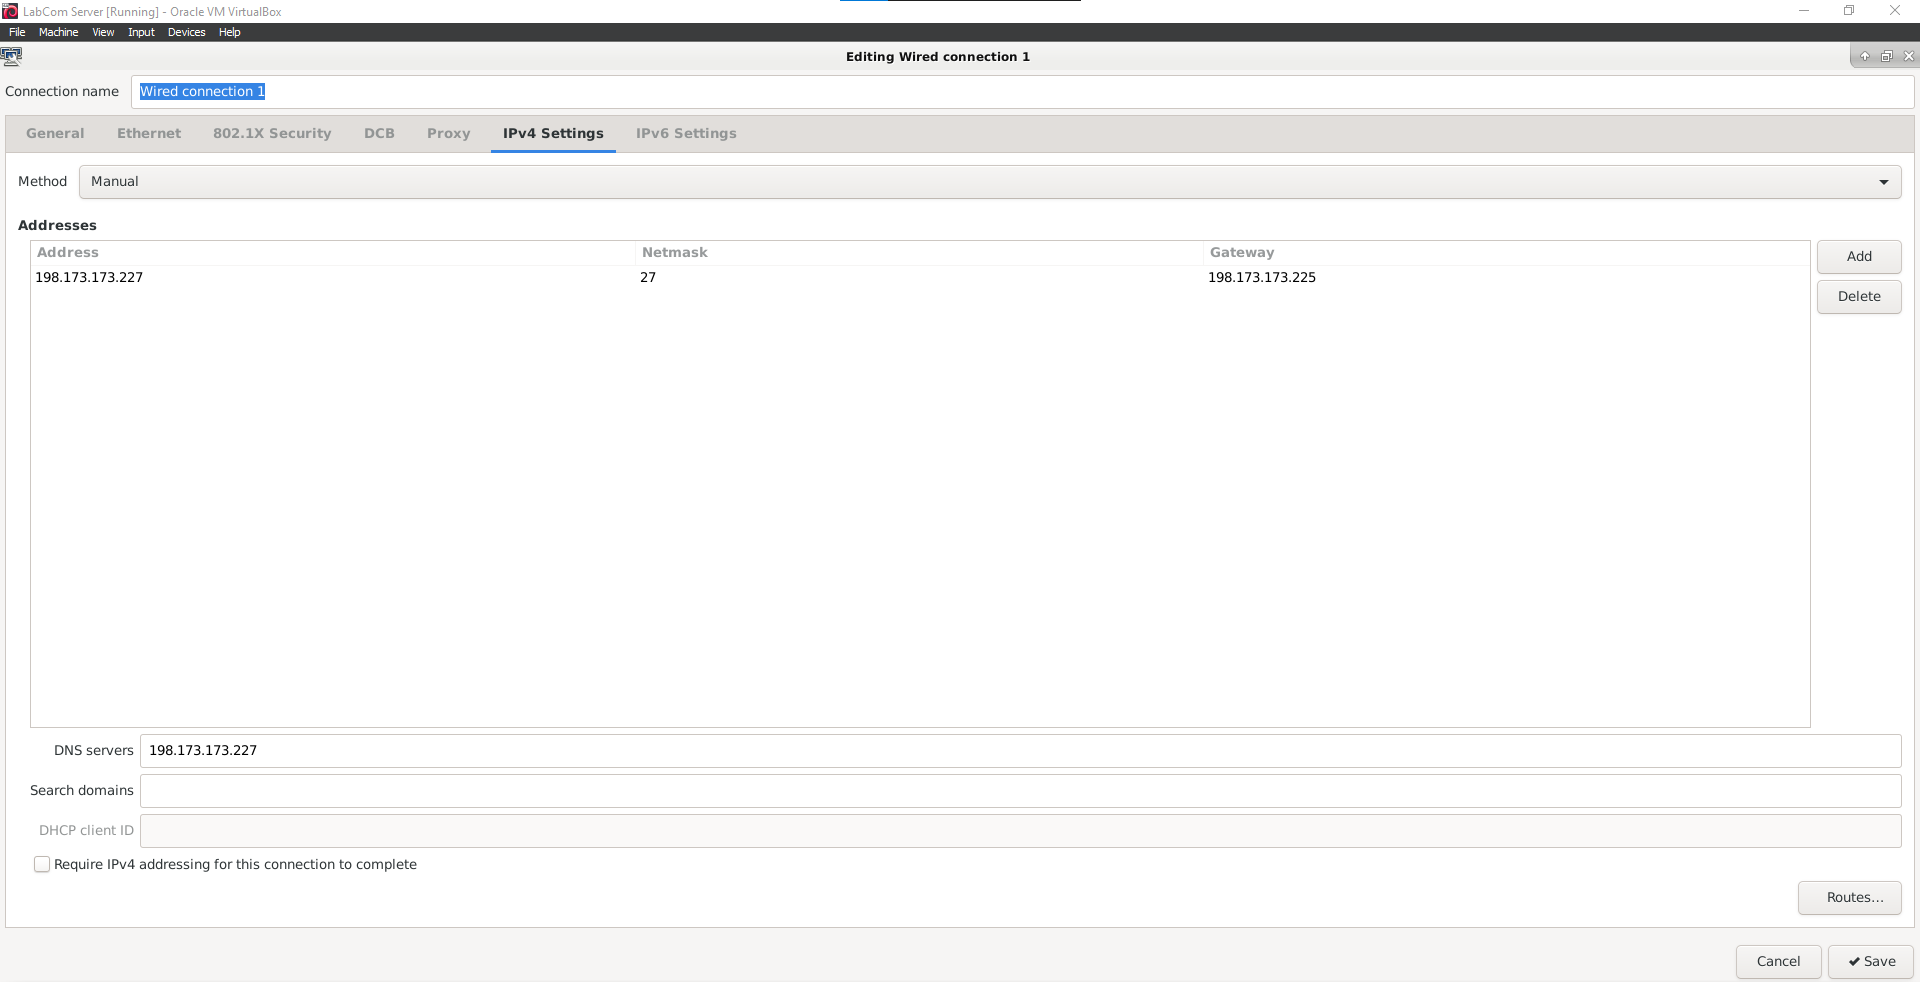 LabCom Server [Running] - Oracle VM VirtualBox
File Machine View Input Devices Help
Editing Wired connection 1
Connection name Wired connection 1
General Ethernet 802.1X Security DCB Proxy IPv4 Settings IPv6 Settings
Method Manual
Addresses
Address Netmask Gateway
198.173.173.227 27 198.173.173.225
Add
Delete
DNS servers 198.173.173.227
Search domains
DHCP client ID
Require IPv4 addressing for this connection to complete
Routes...
Cancel Save